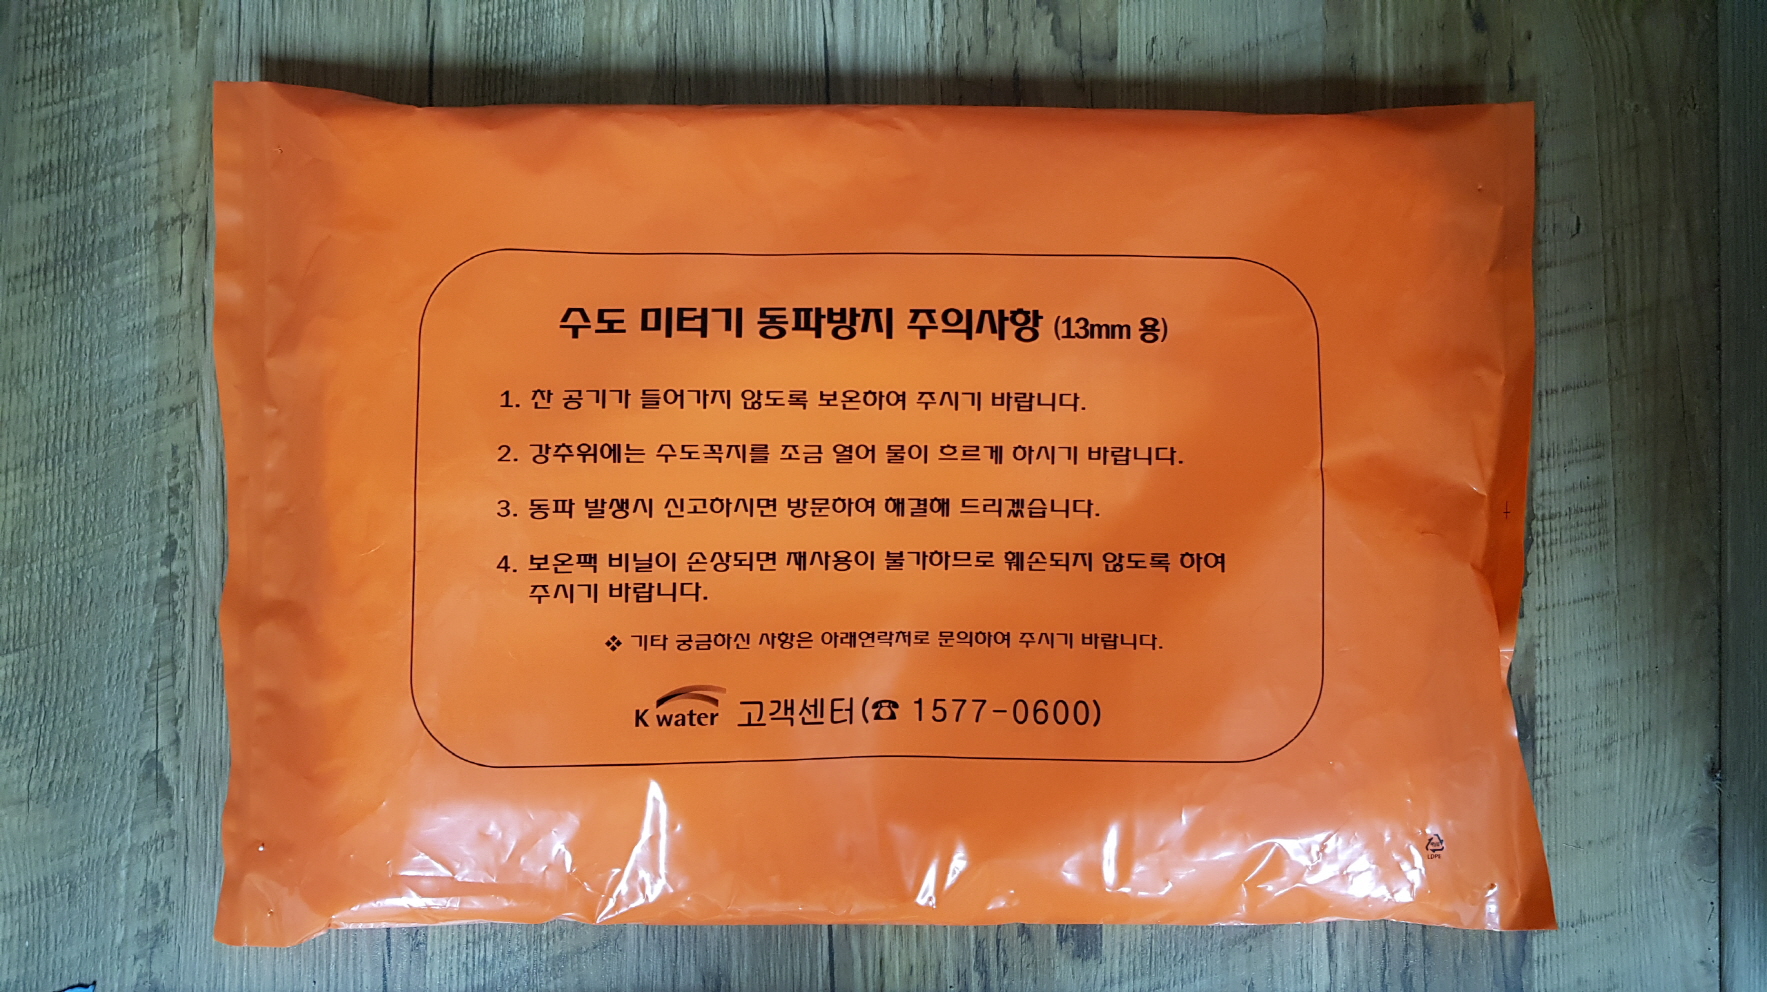 수도 미터기 동파방지 주의사항 (13mm 용)
1. 찬 공기가 들어가지 않도록 보온하여 주시기 바랍니다.
2. 강추위에는 수도꼭지를 조금 열어 물이 흐르게 하시기 바랍니다.
3. 동파 발생시 신고하시면 방문하여 해결해 드리겠습니다.
4. 보온팩 비닐이 손상되면 재사용이 불가하므로 훼손되지 않도록 하여
주시기 바랍니다.
❖ 기타 궁금하신 사항은 아래연락처로 문의하여 주시기 바랍니다.
K water 고객센터(☎ 1577-0600)
LDPE